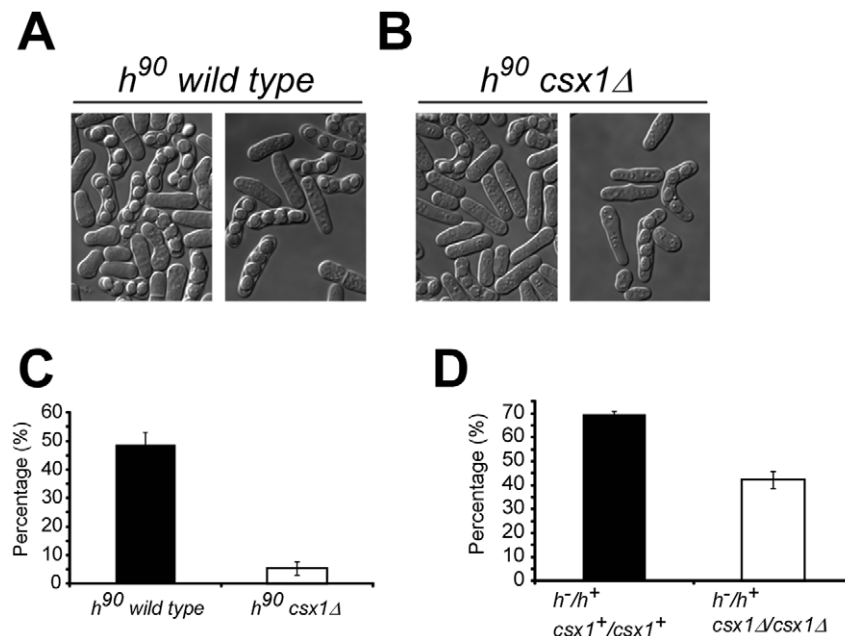 A
B
h⁹⁰ wild type
h⁹⁰ csx1Δ
C
D
Percentage (%)
60
50
40
30
20
10
0
h⁹⁰ wild type
h⁹⁰ csx1Δ
Percentage (%)
70
60
50
40
30
20
10
0
h⁻/h⁺
csx1⁺/csx1⁺
h⁻/h⁺
csx1Δ/csx1Δ